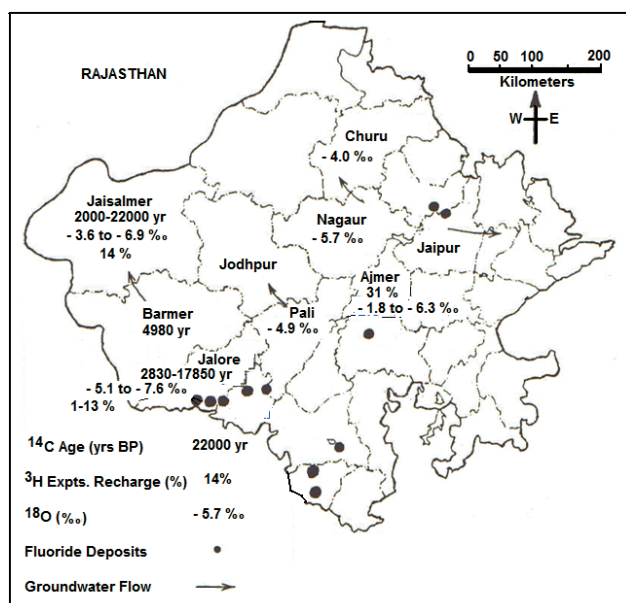 RAJASTHAN
0 50 100 200
Kilometers
W E
Churu
- 4.0 ‰
Jaisalmer
2000-22000 yr
- 3.6 to - 6.9 ‰
14 %
Nagaur
- 5.7 ‰
Jaipur
Jodhpur
Ajmer
31 %
- 1.8 to - 6.3 ‰
Barmer
4980 yr
Pali
- 4.9 ‰
Jalore
2830-17850 yr
- 5.1 to - 7.6 ‰
1-13 %
14C Age (yrs BP) 22000 yr
3H Expts. Recharge (%) 14%
18O (‰) - 5.7 ‰
Fluoride Deposits
Groundwater Flow